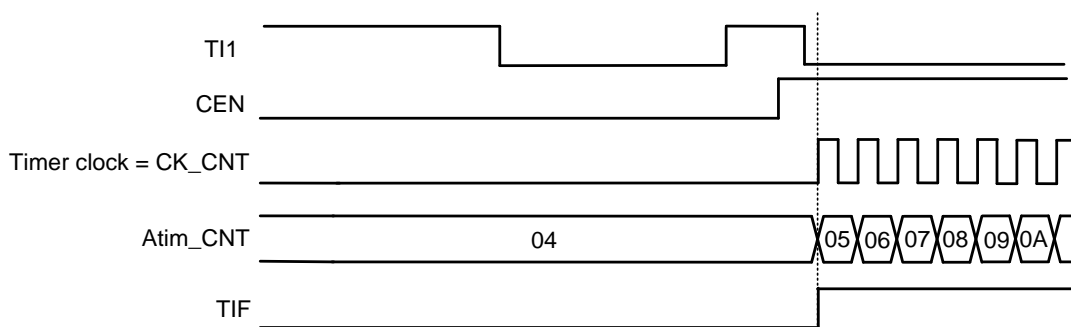 TI1
CEN
Timer clock = CK_CNT
Atim_CNT 04 05 06 07 08 09 0A
TIF